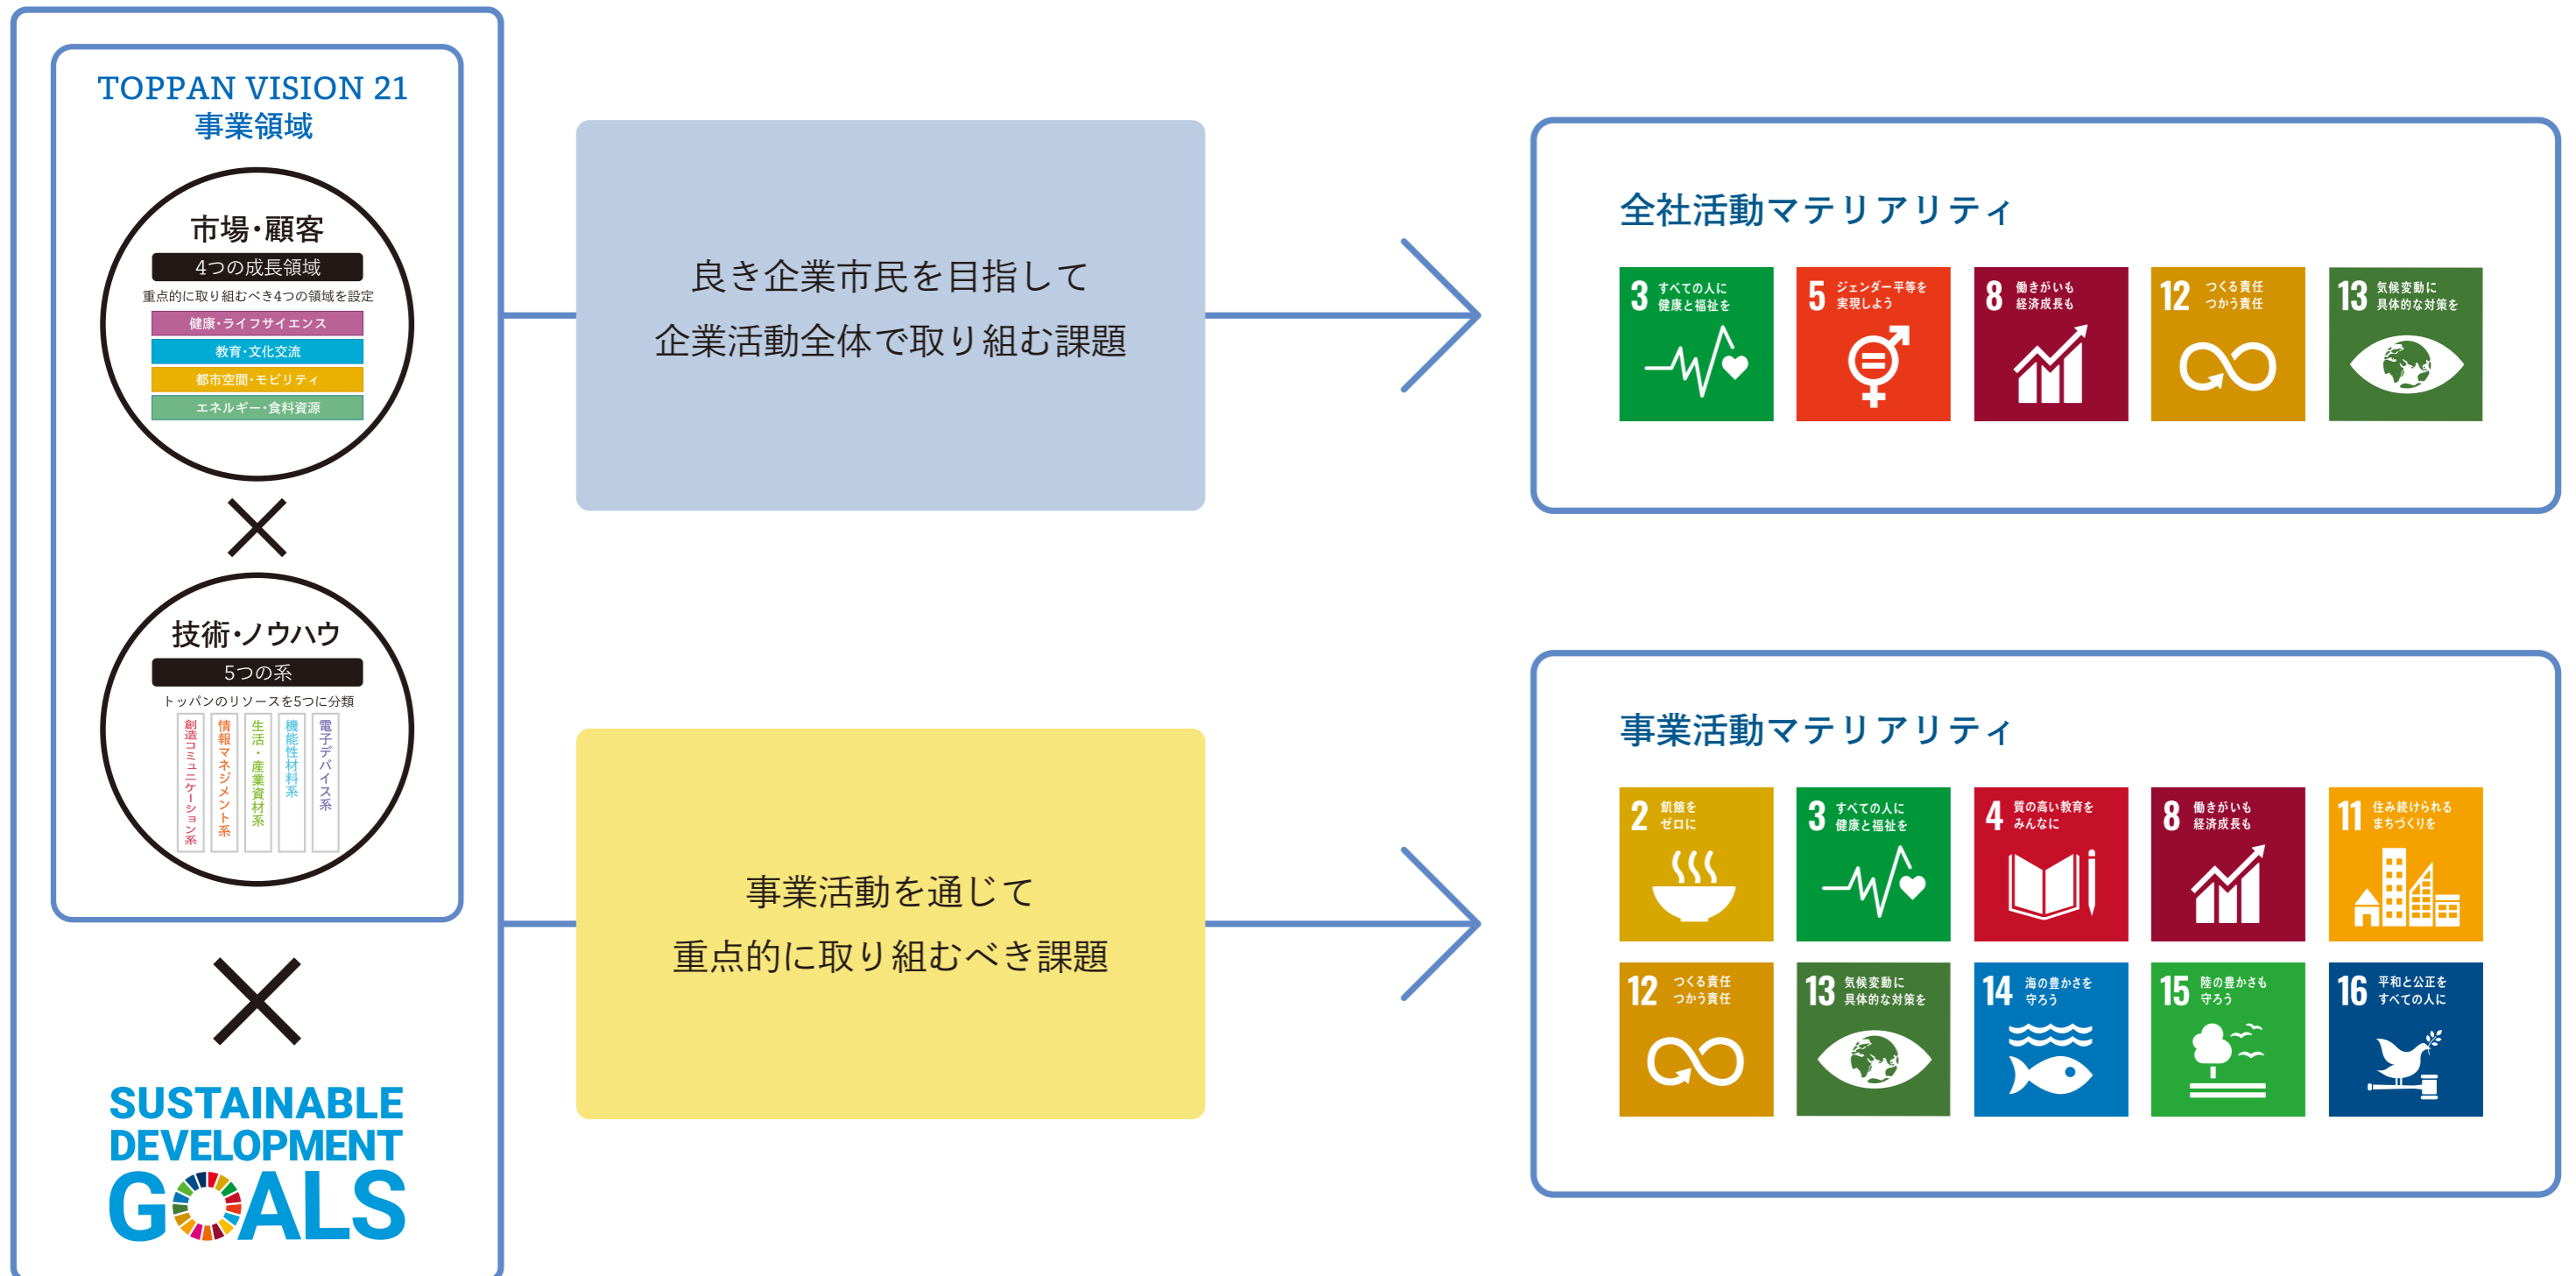 TOPPAN VISION 21
事業領域
市場・顧客
4つの成長領域
重点的に取り組むべき4つの領域を設定
健康・ライフサイエンス
教育・文化交流
都市空間・モビリティ
エネルギー・食料資源
技術・ノウハウ
5つの系
トッパンのリソースを5つに分類
創造コミュニケーション系
情報マネジメント系
生活・産業資材系
機能性材料系
電子デバイス系
SUSTAINABLE
DEVELOPMENT
GOALS
良き企業市民を目指して
企業活動全体で取り組む課題
事業活動を通じて
重点的に取り組むべき課題
全社活動マテリアリティ
3 すべての人に
健康と福祉を
5 ジェンダー平等を
実現しよう
8 働きがいも
経済成長も
12 つくる責任
つかう責任
13 気候変動に
具体的な対策を
事業活動マテリアリティ
2 飢餓を
ゼロに
3 すべての人に
健康と福祉を
4 質の高い教育を
みんなに
8 働きがいも
経済成長も
11 住み続けられる
まちづくりを
12 つくる責任
つかう責任
13 気候変動に
具体的な対策を
14 海の豊かさを
守ろう
15 陸の豊かさも
守ろう
16 平和と公正を
すべての人に